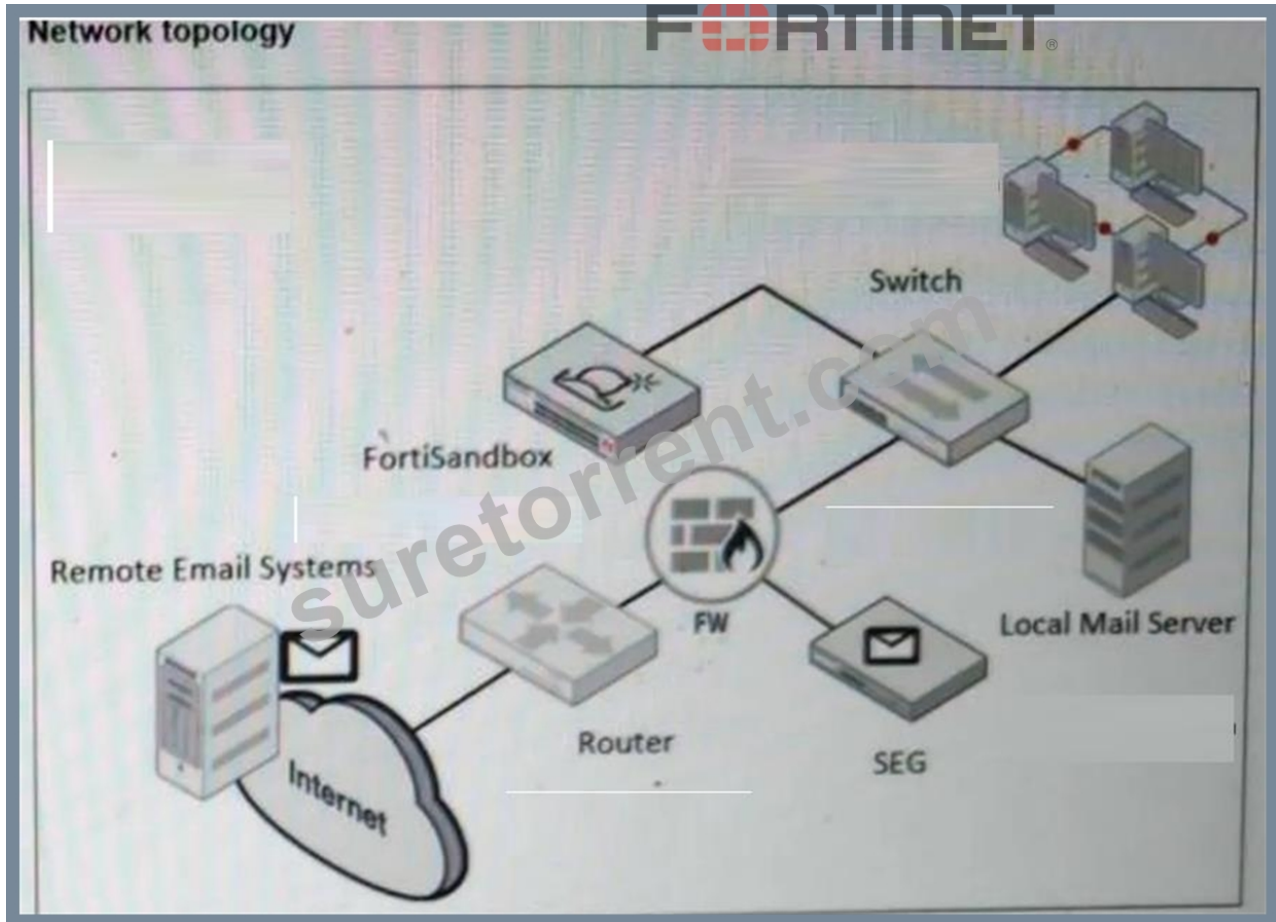 Network topology
FORTINET®
Switch
FortiSandbox
suretorrent.com
Remote Email Systems
FW
Local Mail Server
Router
SEG
Internet